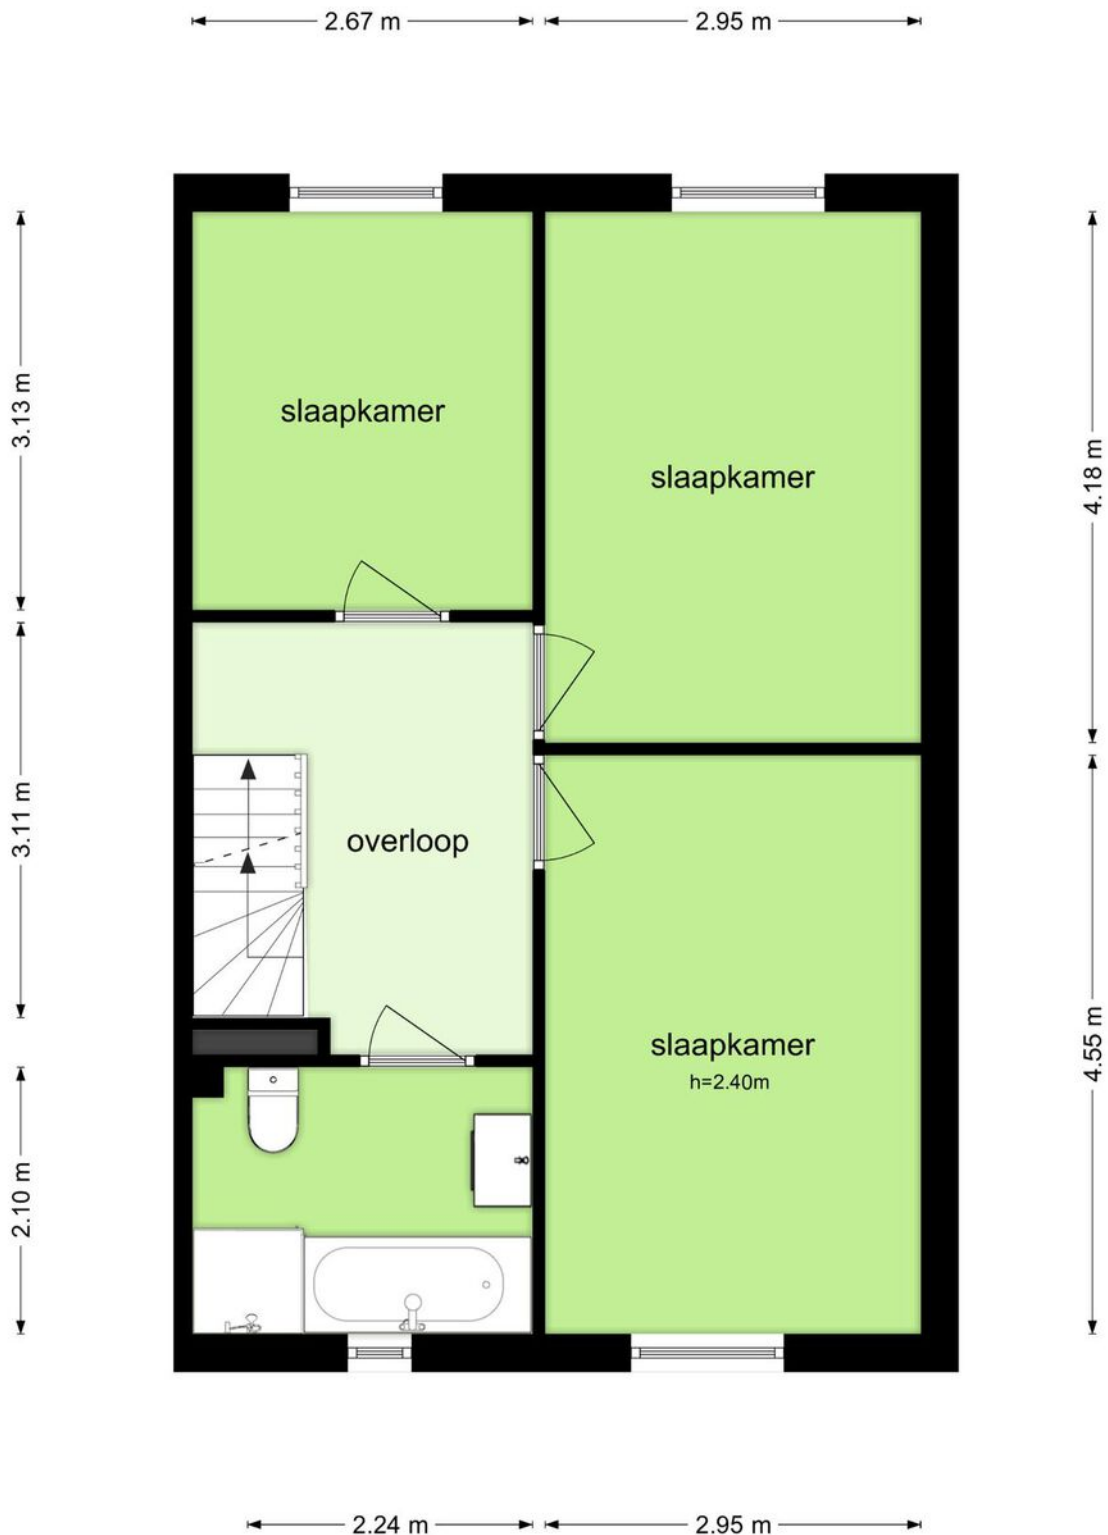 2.67 m
2.95 m
3.13 m
slaapkamer
slaapkamer
4.18 m
3.11 m
overloop
slaapkamer
h=2.40m
4.55 m
2.10 m
2.24 m
2.95 m